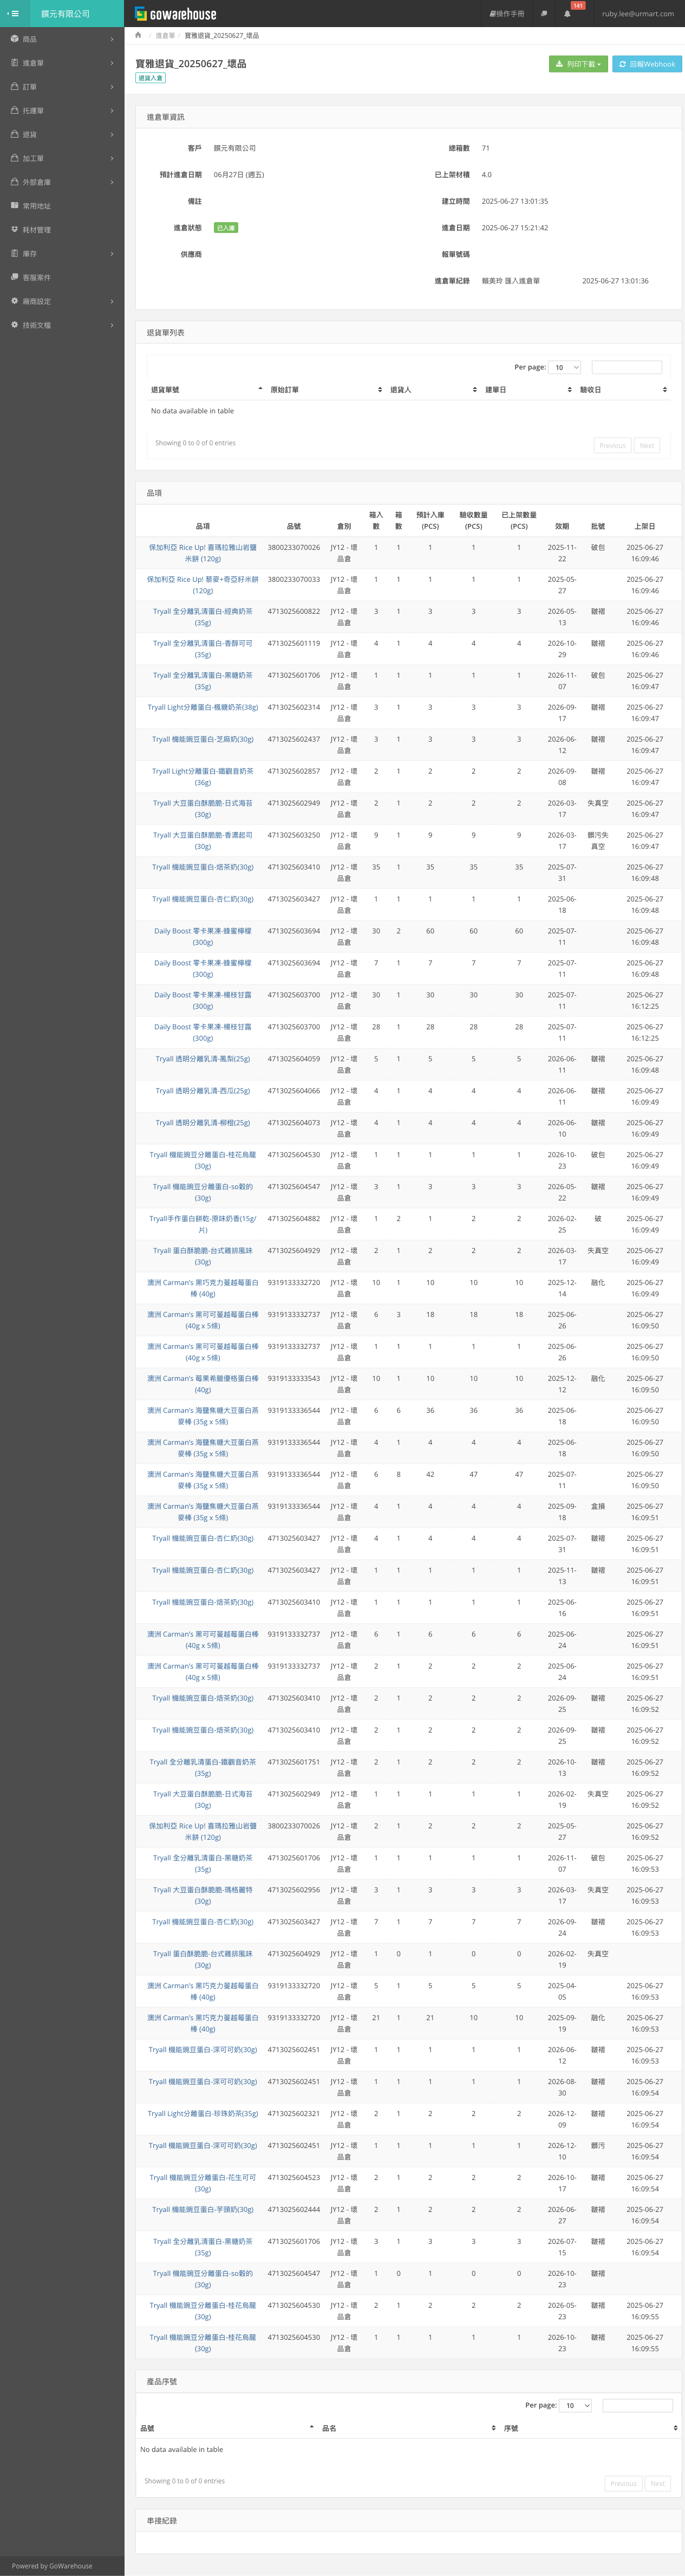 饌元有限公司
gowarehouse
操作手冊
141
ruby.lee@urmart.com
商品
進倉單
訂單
托運單
退貨
加工單
外部倉庫
常用地址
耗材管理
庫存
客服案件
廠商設定
技術文檔
Powered by GoWarehouse
/ 進倉單 / 寶雅退貨_20250627_壞品
寶雅退貨_20250627_壞品
退貨入倉
列印下載
回報Webhook
進倉單資訊
客戶 饌元有限公司 總箱數 71
預計進倉日期 06月27日 (週五) 已上架材積 4.0
備註 建立時間 2025-06-27 13:01:35
進倉狀態 已入庫 進倉日期 2025-06-27 15:21:42
供應商 報單號碼
進倉單紀錄 賴美玲 匯入進倉單 2025-06-27 13:01:36
退貨單列表
Per page: 10
退貨單號 原始訂單 退貨人 建單日 驗收日
No data available in table
Showing 0 to 0 of 0 entries
Previous Next
品項
品項 品號 倉別 箱入數 箱數 預計入庫(PCS) 驗收數量(PCS) 已上架數量(PCS) 效期 批號 上架日
保加利亞 Rice Up! 喜瑪拉雅山岩鹽米餅 (120g) 3800233070026 JY12 - 壞品倉 1 1 1 1 1 2025-11-22 破包 2025-06-27 16:09:46
保加利亞 Rice Up! 藜麥+奇亞籽米餅 (120g) 3800233070033 JY12 - 壞品倉 1 1 1 1 1 2025-05-27 2025-06-27 16:09:46
Tryall 全分離乳清蛋白-經典奶茶(35g) 4713025600822 JY12 - 壞品倉 3 1 3 3 3 2026-05-13 皺褶 2025-06-27 16:09:46
Tryall 全分離乳清蛋白-香醇可可(35g) 4713025601119 JY12 - 壞品倉 4 1 4 4 4 2026-10-29 皺褶 2025-06-27 16:09:46
Tryall 全分離乳清蛋白-黑糖奶茶(35g) 4713025601706 JY12 - 壞品倉 1 1 1 1 1 2026-11-07 破包 2025-06-27 16:09:47
Tryall Light分離蛋白-楓糖奶茶(38g) 4713025602314 JY12 - 壞品倉 3 1 3 3 3 2026-09-17 皺褶 2025-06-27 16:09:47
Tryall 機能豌豆蛋白-芝麻奶(30g) 4713025602437 JY12 - 壞品倉 3 1 3 3 3 2026-06-12 皺褶 2025-06-27 16:09:47
Tryall Light分離蛋白-鐵觀音奶茶(36g) 4713025602857 JY12 - 壞品倉 2 1 2 2 2 2026-09-08 皺褶 2025-06-27 16:09:47
Tryall 大豆蛋白酥脆脆-日式海苔(30g) 4713025602949 JY12 - 壞品倉 2 1 2 2 2 2026-03-17 失真空 2025-06-27 16:09:47
Tryall 大豆蛋白酥脆脆-香濃起司(30g) 4713025603250 JY12 - 壞品倉 9 1 9 9 9 2026-03-17 髒污失真空 2025-06-27 16:09:47
Tryall 機能豌豆蛋白-焙茶奶(30g) 4713025603410 JY12 - 壞品倉 35 1 35 35 35 2025-07-31 2025-06-27 16:09:48
Tryall 機能豌豆蛋白-杏仁奶(30g) 4713025603427 JY12 - 壞品倉 1 1 1 1 1 2025-06-18 2025-06-27 16:09:48
Daily Boost 零卡果凍-蜂蜜檸檬(300g) 4713025603694 JY12 - 壞品倉 30 2 60 60 60 2025-07-11 2025-06-27 16:09:48
Daily Boost 零卡果凍-蜂蜜檸檬(300g) 4713025603694 JY12 - 壞品倉 7 1 7 7 7 2025-07-11 2025-06-27 16:09:48
Daily Boost 零卡果凍-楊枝甘露(300g) 4713025603700 JY12 - 壞品倉 30 1 30 30 30 2025-07-11 2025-06-27 16:12:25
Daily Boost 零卡果凍-楊枝甘露(300g) 4713025603700 JY12 - 壞品倉 28 1 28 28 28 2025-07-11 2025-06-27 16:12:25
Tryall 透明分離乳清-鳳梨(25g) 4713025604059 JY12 - 壞品倉 5 1 5 5 5 2026-06-11 皺褶 2025-06-27 16:09:48
Tryall 透明分離乳清-西瓜(25g) 4713025604066 JY12 - 壞品倉 4 1 4 4 4 2026-06-11 皺褶 2025-06-27 16:09:49
Tryall 透明分離乳清-柳橙(25g) 4713025604073 JY12 - 壞品倉 4 1 4 4 4 2026-06-10 皺褶 2025-06-27 16:09:49
Tryall 機能豌豆分離蛋白-桂花烏龍(30g) 4713025604530 JY12 - 壞品倉 1 1 1 1 1 2026-10-23 破包 2025-06-27 16:09:49
Tryall 機能豌豆分離蛋白-so穀的(30g) 4713025604547 JY12 - 壞品倉 3 1 3 3 3 2026-05-22 皺褶 2025-06-27 16:09:49
Tryall手作蛋白餅乾-原味奶香(15g/片) 4713025604882 JY12 - 壞品倉 1 2 1 2 2 2026-02-25 破 2025-06-27 16:09:49
Tryall 蛋白酥脆脆-台式雞排風味(30g) 4713025604929 JY12 - 壞品倉 2 1 2 2 2 2026-03-17 失真空 2025-06-27 16:09:49
澳洲 Carman's 黑巧克力蔓越莓蛋白棒 (40g) 9319133332720 JY12 - 壞品倉 10 1 10 10 10 2025-12-14 融化 2025-06-27 16:09:49
澳洲 Carman's 黑可可蔓越莓蛋白棒 (40g x 5條) 9319133332737 JY12 - 壞品倉 6 3 18 18 18 2025-06-26 2025-06-27 16:09:50
澳洲 Carman's 黑可可蔓越莓蛋白棒 (40g x 5條) 9319133332737 JY12 - 壞品倉 1 1 1 1 1 2025-06-26 2025-06-27 16:09:50
澳洲 Carman's 莓果希臘優格蛋白棒 (40g) 9319133333543 JY12 - 壞品倉 10 1 10 10 10 2025-12-12 融化 2025-06-27 16:09:50
澳洲 Carman's 海鹽焦糖大豆蛋白燕麥棒 (35g x 5條) 9319133336544 JY12 - 壞品倉 6 6 36 36 36 2025-06-18 2025-06-27 16:09:50
澳洲 Carman's 海鹽焦糖大豆蛋白燕麥棒 (35g x 5條) 9319133336544 JY12 - 壞品倉 4 1 4 4 4 2025-06-18 2025-06-27 16:09:50
澳洲 Carman's 海鹽焦糖大豆蛋白燕麥棒 (35g x 5條) 9319133336544 JY12 - 壞品倉 6 8 42 47 47 2025-07-11 2025-06-27 16:09:50
澳洲 Carman's 海鹽焦糖大豆蛋白燕麥棒 (35g x 5條) 9319133336544 JY12 - 壞品倉 4 1 4 4 4 2025-09-18 盒損 2025-06-27 16:09:51
Tryall 機能豌豆蛋白-杏仁奶(30g) 4713025603427 JY12 - 壞品倉 4 1 4 4 4 2025-07-31 皺褶 2025-06-27 16:09:51
Tryall 機能豌豆蛋白-杏仁奶(30g) 4713025603427 JY12 - 壞品倉 1 1 1 1 1 2025-11-13 皺褶 2025-06-27 16:09:51
Tryall 機能豌豆蛋白-焙茶奶(30g) 4713025603410 JY12 - 壞品倉 1 1 1 1 1 2025-06-16 2025-06-27 16:09:51
澳洲 Carman's 黑可可蔓越莓蛋白棒 (40g x 5條) 9319133332737 JY12 - 壞品倉 6 1 6 6 6 2025-06-24 2025-06-27 16:09:51
澳洲 Carman's 黑可可蔓越莓蛋白棒 (40g x 5條) 9319133332737 JY12 - 壞品倉 2 1 2 2 2 2025-06-24 2025-06-27 16:09:51
Tryall 機能豌豆蛋白-焙茶奶(30g) 4713025603410 JY12 - 壞品倉 2 1 2 2 2 2026-09-25 皺褶 2025-06-27 16:09:52
Tryall 機能豌豆蛋白-焙茶奶(30g) 4713025603410 JY12 - 壞品倉 2 1 2 2 2 2026-09-25 皺褶 2025-06-27 16:09:52
Tryall 全分離乳清蛋白-鐵觀音奶茶(35g) 4713025601751 JY12 - 壞品倉 2 1 2 2 2 2026-10-13 皺褶 2025-06-27 16:09:52
Tryall 大豆蛋白酥脆脆-日式海苔(30g) 4713025602949 JY12 - 壞品倉 1 1 1 1 1 2026-02-19 失真空 2025-06-27 16:09:52
保加利亞 Rice Up! 喜瑪拉雅山岩鹽米餅 (120g) 3800233070026 JY12 - 壞品倉 2 1 2 2 2 2025-05-27 2025-06-27 16:09:52
Tryall 全分離乳清蛋白-黑糖奶茶(35g) 4713025601706 JY12 - 壞品倉 1 1 1 1 1 2026-11-07 破包 2025-06-27 16:09:53
Tryall 大豆蛋白酥脆脆-瑪格麗特(30g) 4713025602956 JY12 - 壞品倉 3 1 3 3 3 2026-03-17 失真空 2025-06-27 16:09:53
Tryall 機能豌豆蛋白-杏仁奶(30g) 4713025603427 JY12 - 壞品倉 7 1 7 7 7 2026-09-24 皺褶 2025-06-27 16:09:53
Tryall 蛋白酥脆脆-台式雞排風味(30g) 4713025604929 JY12 - 壞品倉 1 0 1 0 0 2026-02-19 失真空
澳洲 Carman's 黑巧克力蔓越莓蛋白棒 (40g) 9319133332720 JY12 - 壞品倉 5 1 5 5 5 2025-04-05 2025-06-27 16:09:53
澳洲 Carman's 黑巧克力蔓越莓蛋白棒 (40g) 9319133332720 JY12 - 壞品倉 21 1 21 10 10 2025-09-19 融化 2025-06-27 16:09:53
Tryall 機能豌豆蛋白-深可可奶(30g) 4713025602451 JY12 - 壞品倉 1 1 1 1 1 2026-06-12 皺褶 2025-06-27 16:09:53
Tryall 機能豌豆蛋白-深可可奶(30g) 4713025602451 JY12 - 壞品倉 1 1 1 1 1 2026-08-30 皺褶 2025-06-27 16:09:54
Tryall Light分離蛋白-珍珠奶茶(35g) 4713025602321 JY12 - 壞品倉 2 1 2 2 2 2026-12-09 皺褶 2025-06-27 16:09:54
Tryall 機能豌豆蛋白-深可可奶(30g) 4713025602451 JY12 - 壞品倉 1 1 1 1 1 2026-12-10 髒污 2025-06-27 16:09:54
Tryall 機能豌豆分離蛋白-花生可可(30g) 4713025604523 JY12 - 壞品倉 2 1 2 2 2 2026-10-17 皺褶 2025-06-27 16:09:54
Tryall 機能豌豆蛋白-芋頭奶(30g) 4713025602444 JY12 - 壞品倉 2 1 2 2 2 2026-06-27 皺褶 2025-06-27 16:09:54
Tryall 全分離乳清蛋白-黑糖奶茶(35g) 4713025601706 JY12 - 壞品倉 3 1 3 3 3 2026-07-15 皺褶 2025-06-27 16:09:54
Tryall 機能豌豆分離蛋白-so穀的(30g) 4713025604547 JY12 - 壞品倉 1 0 1 0 0 2026-10-23 皺褶
Tryall 機能豌豆分離蛋白-桂花烏龍(30g) 4713025604530 JY12 - 壞品倉 2 1 2 2 2 2026-05-23 皺褶 2025-06-27 16:09:55
Tryall 機能豌豆分離蛋白-桂花烏龍(30g) 4713025604530 JY12 - 壞品倉 1 1 1 1 1 2026-10-23 皺褶 2025-06-27 16:09:55
產品序號
Per page: 10
品號 品名 序號
No data available in table
Showing 0 to 0 of 0 entries
Previous Next
串接紀錄